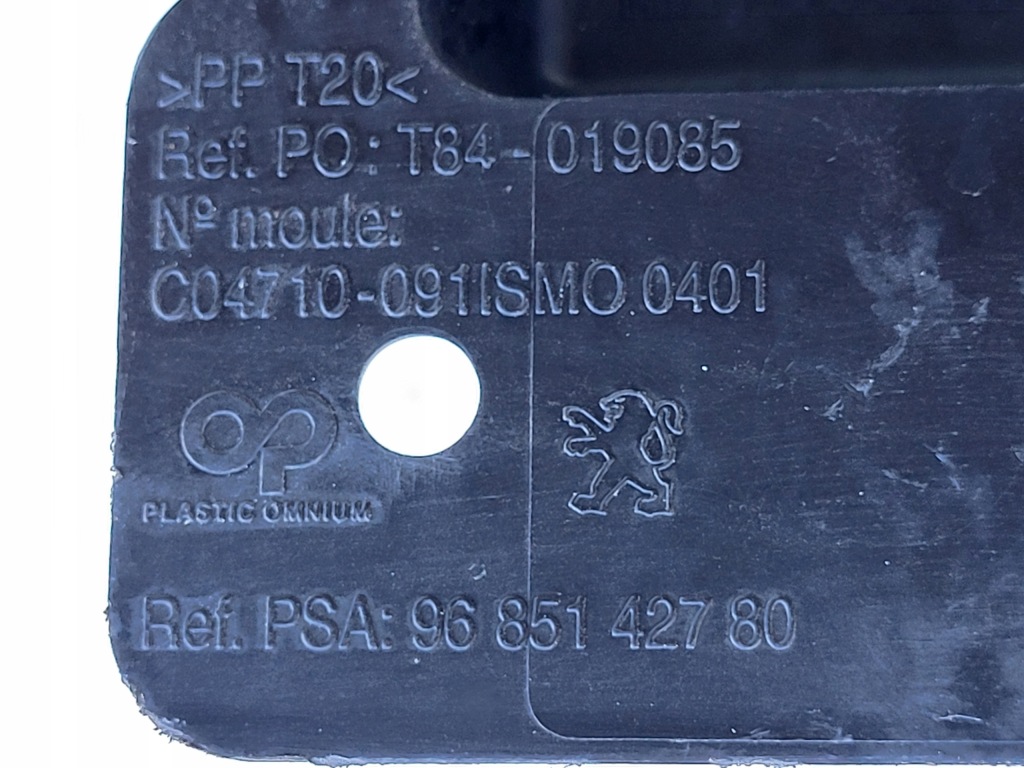 >PP T20<
Ref. PO : T84-019085
Nº moule:
C04710-091ISMO 0401
PLASTIC OMNIUM
Ref. PSA: 96 851 427 80